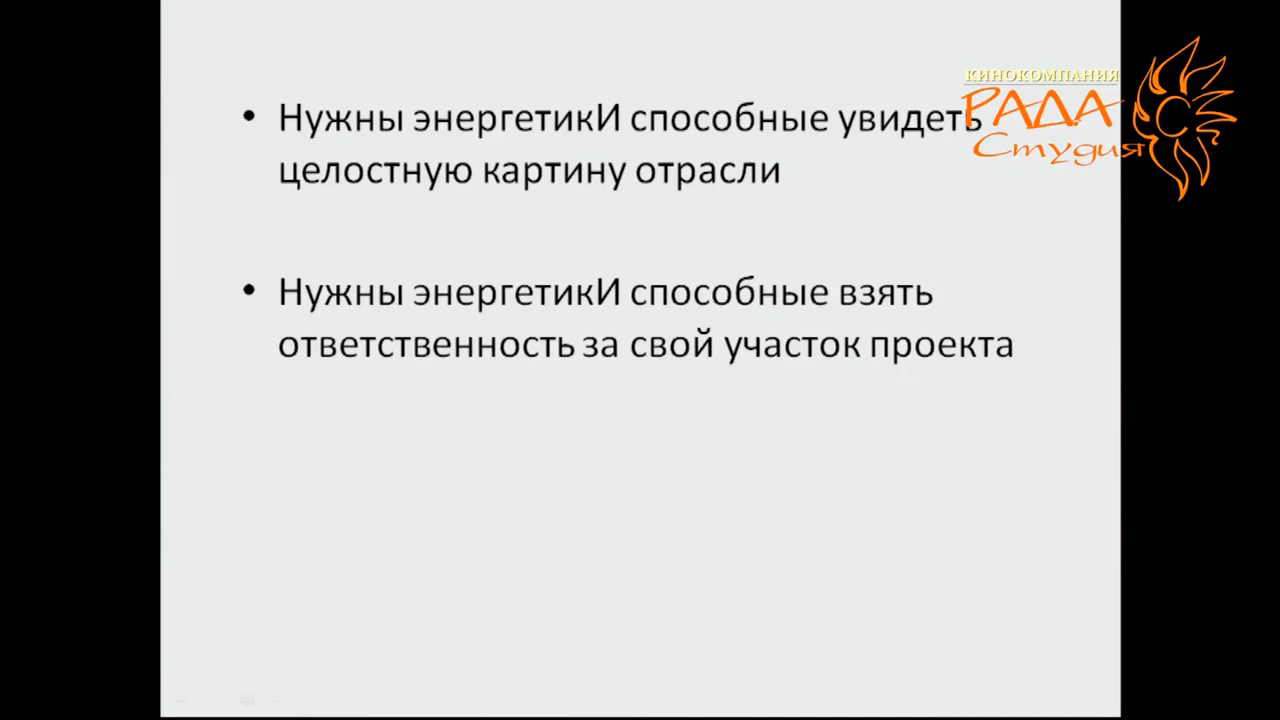 • Нужны энергетикИ способные увидеть
целостную картину отрасли
• Нужны энергетикИ способные взять
ответственность за свой участок проекта
КИНОКОМПАНИЯ
РАДА
Студия